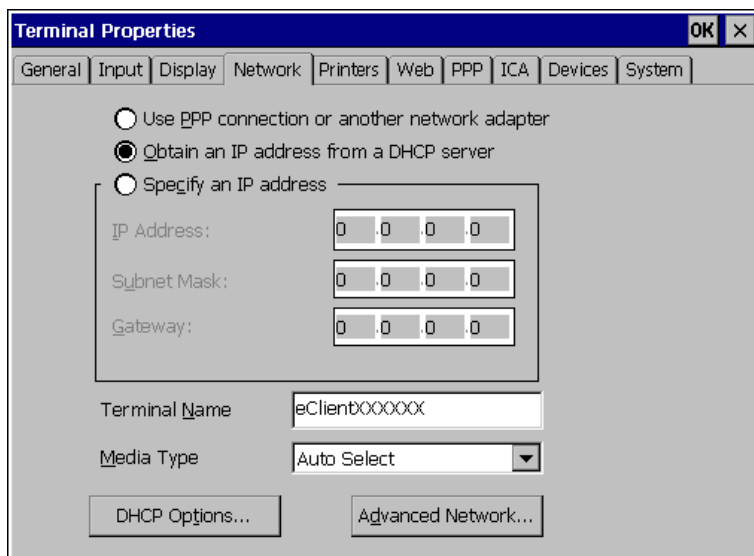 Terminal Properties OK ×
General Input Display Network Printers Web PPP ICA Devices System
Use PPP connection or another network adapter
Obtain an IP address from a DHCP server
Specify an IP address
IP Address: 0 .0 .0 .0
Subnet Mask: 0 .0 .0 .0
Gateway: 0 .0 .0 .0
Terminal Name eClientXXXXXX
Media Type Auto Select
DHCP Options... Advanced Network...